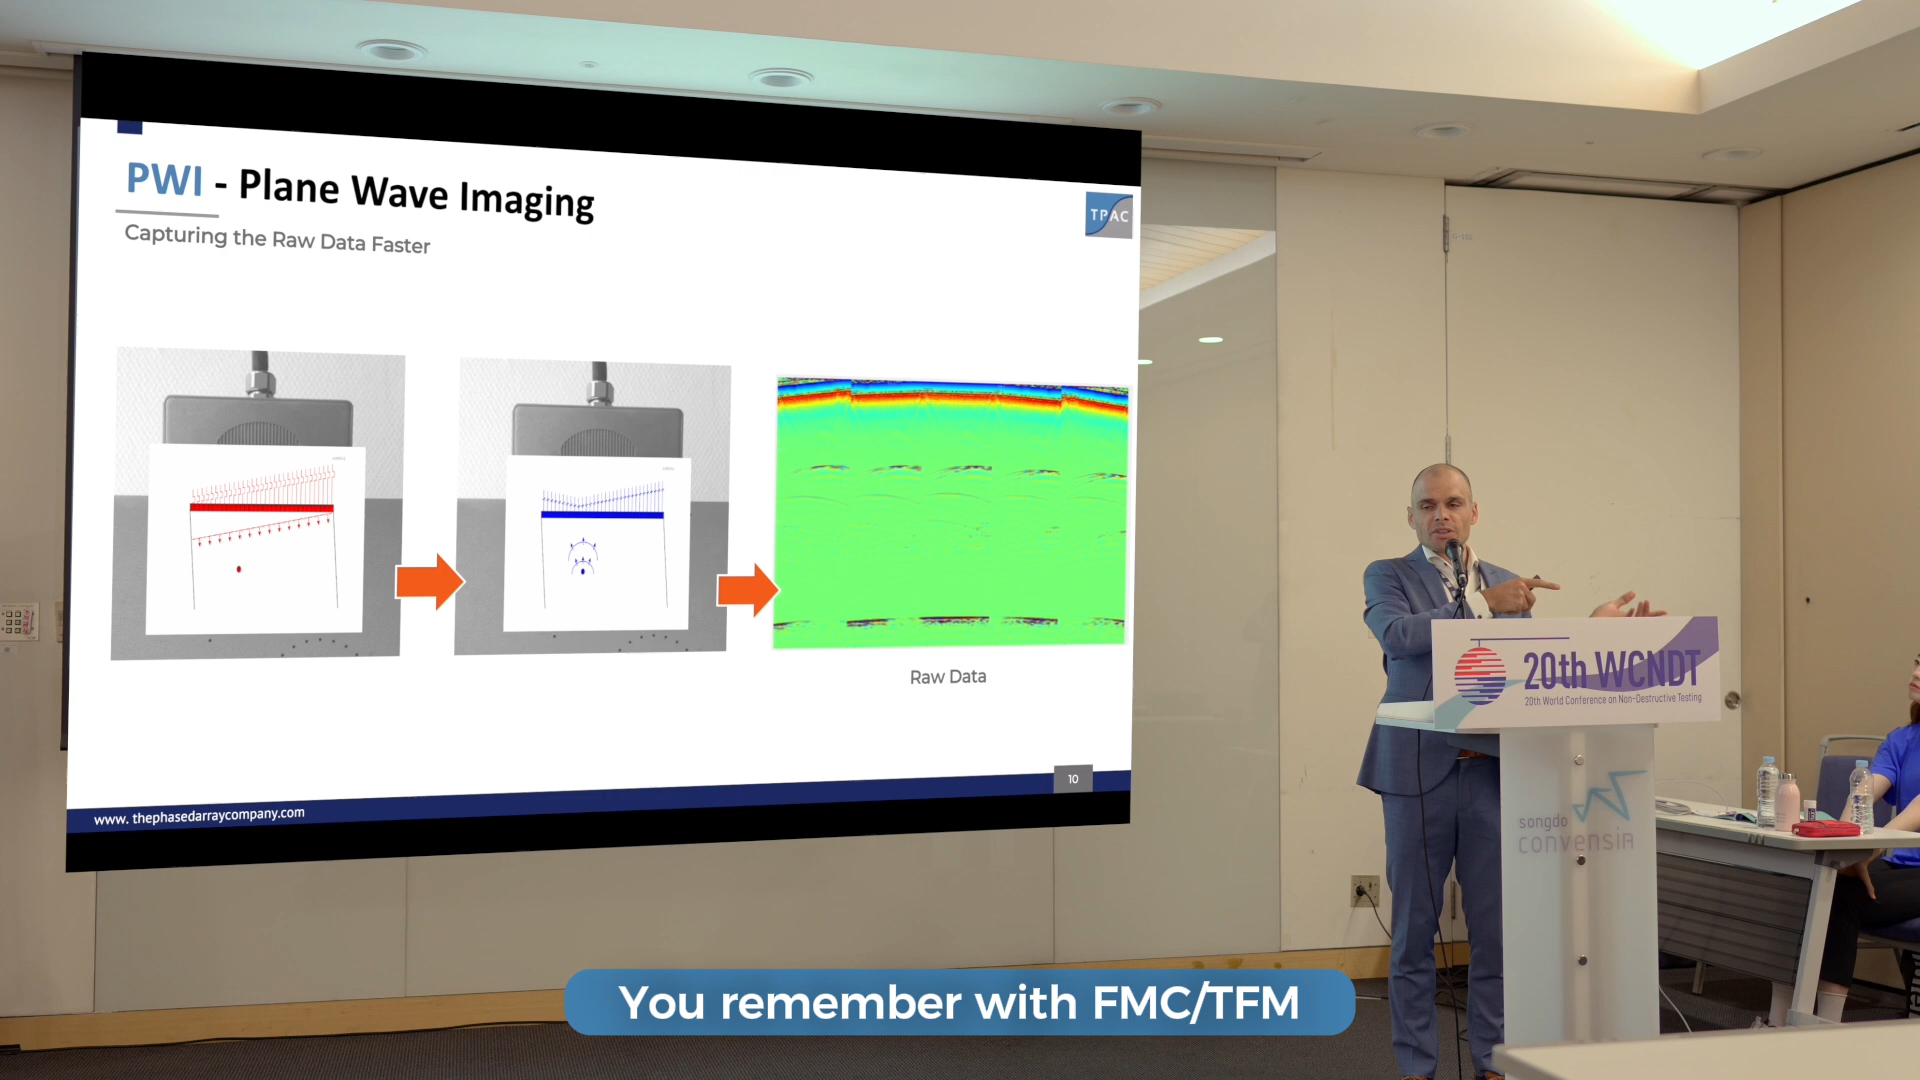 PWI - Plane Wave Imaging
Capturing the Raw Data Faster
TPAC
Raw Data
10
www. thephasedarraycompany.com
20th WCNDT
20th World Conference on Non-Destructive Testing
songdo
convensia
You remember with FMC/TFM